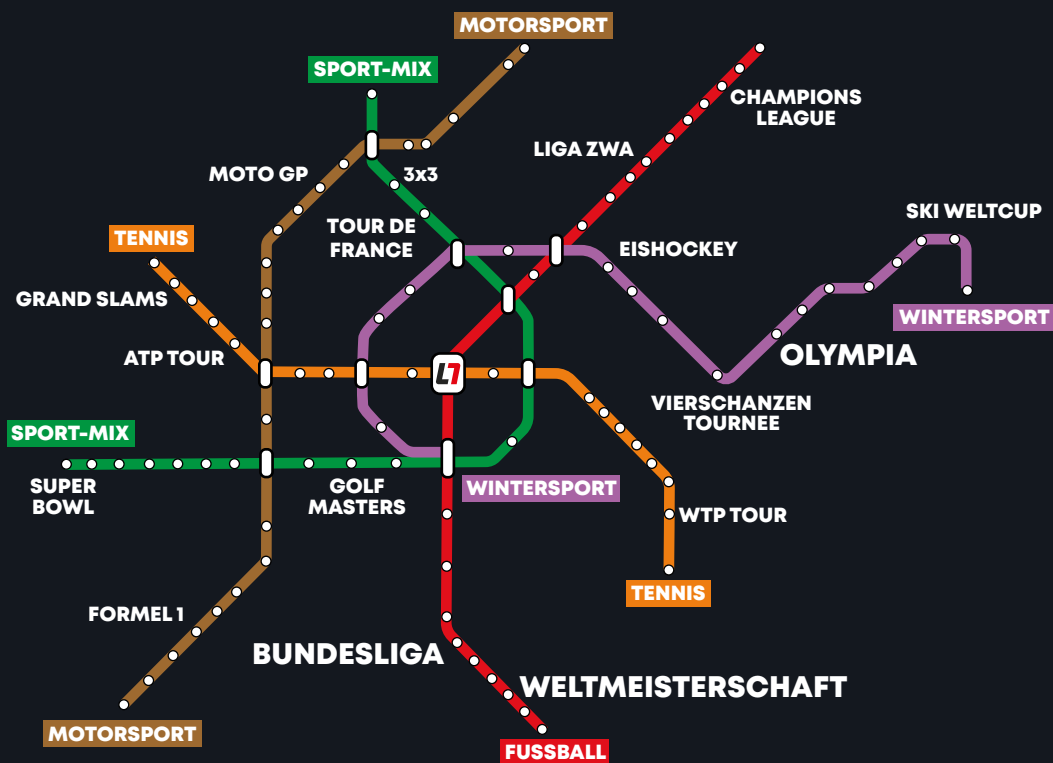 MOTORSPORT
SPORT-MIX
CHAMPIONS
LEAGUE
LIGA ZWA
MOTO GP
3x3
SKI WELTCUP
TOUR DE
FRANCE
TENNIS
EISHOCKEY
GRAND SLAMS
WINTERSPORT
ATP TOUR
OLYMPIA
L7
VIERSCHANZEN
TOURNEE
SPORT-MIX
SUPER
BOWL
GOLF
MASTERS
WINTERSPORT
WTP TOUR
TENNIS
FORMEL 1
BUNDESLIGA
WELTMEISTERSCHAFT
MOTORSPORT
FUSSBALL